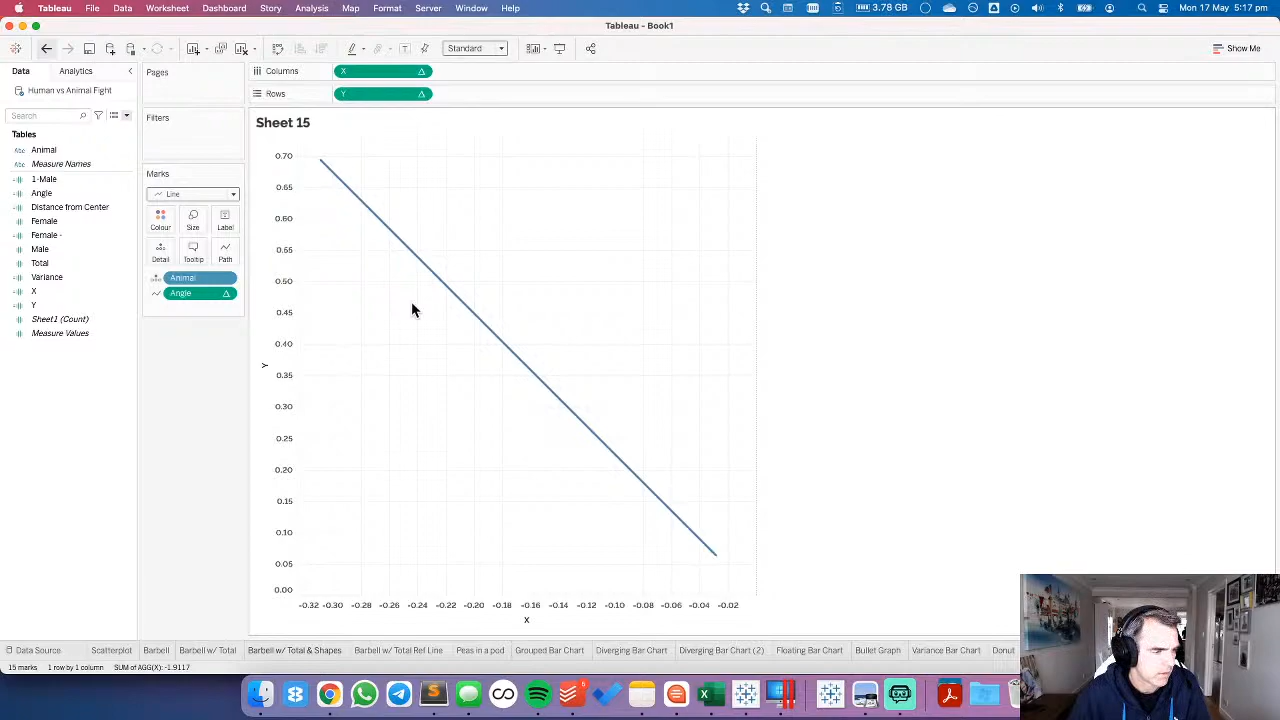 Tableau File Data Worksheet Dashboard Story Analysis Map Format Server Window Help 6 3.78 GB Mon 17 May 5:17 pm
Tableau - Book1
Standard Show Me
Data Analytics Pages Columns X
Human vs Animal Fight Rows Y
Search Filters Sheet 15
Tables
Abc Animal
Abc Measure Names
1-Male
Angle
Distance from Center
Female
Female -
Male
Total
Variance
X
Y
Sheet1 (Count)
Measure Values
Marks
Line
Colour Size Label
Detail Tooltip Path
Animal
Angle
0.70
0.65
0.60
0.55
0.50
0.45
0.40
0.35
0.30
0.25
0.20
0.15
0.10
0.05
0.00
Y
-0.32 -0.30 -0.28 -0.26 -0.24 -0.22 -0.20 -0.18 -0.16 -0.14 -0.12 -0.10 -0.08 -0.06 -0.04 -0.02
X
Data Source Scatterplot Barbell Barbell w/ Total Barbell w/ Total & Shapes Barbell w/ Total Ref Line Peas in a pod Grouped Bar Chart Diverging Bar Chart Diverging Bar Chart (2) Floating Bar Chart Bullet Graph Variance Bar Chart Donut
15 marks 1 row by 1 column SUM of AGG(X): -1.9117